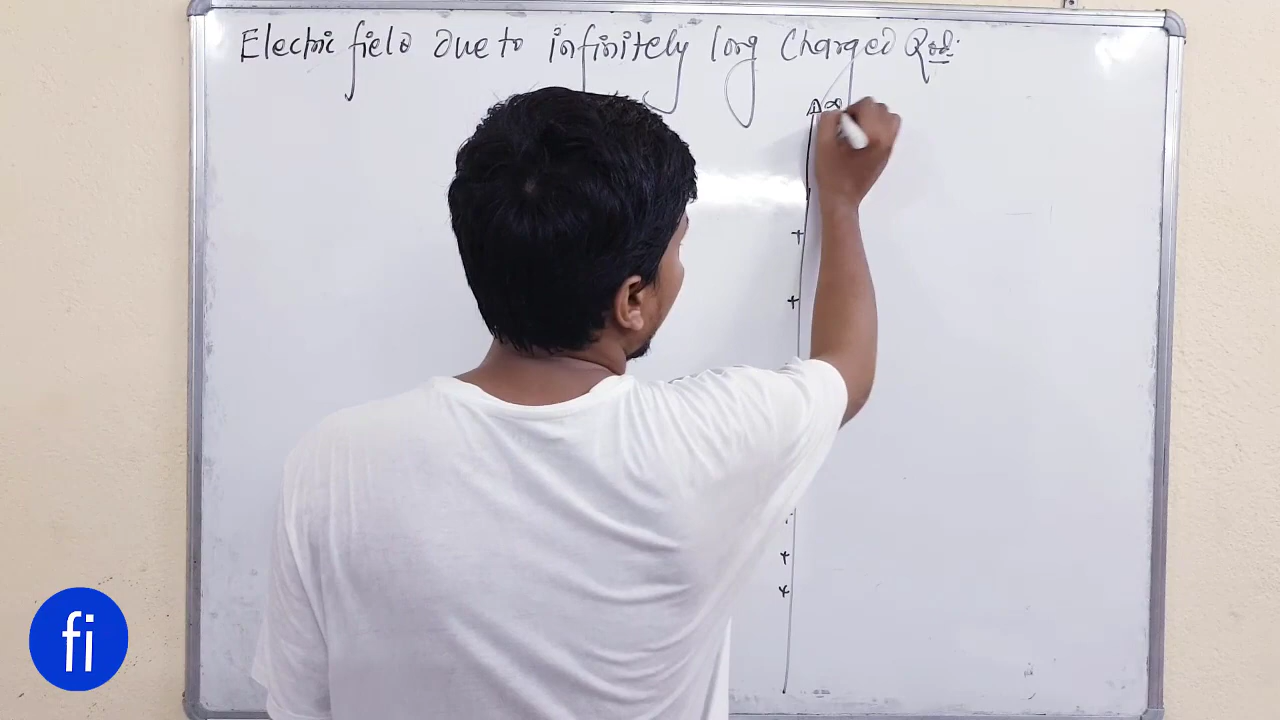 Electric field Due to infinitely long Charged Rod:
∞
+
+
+
+
fi